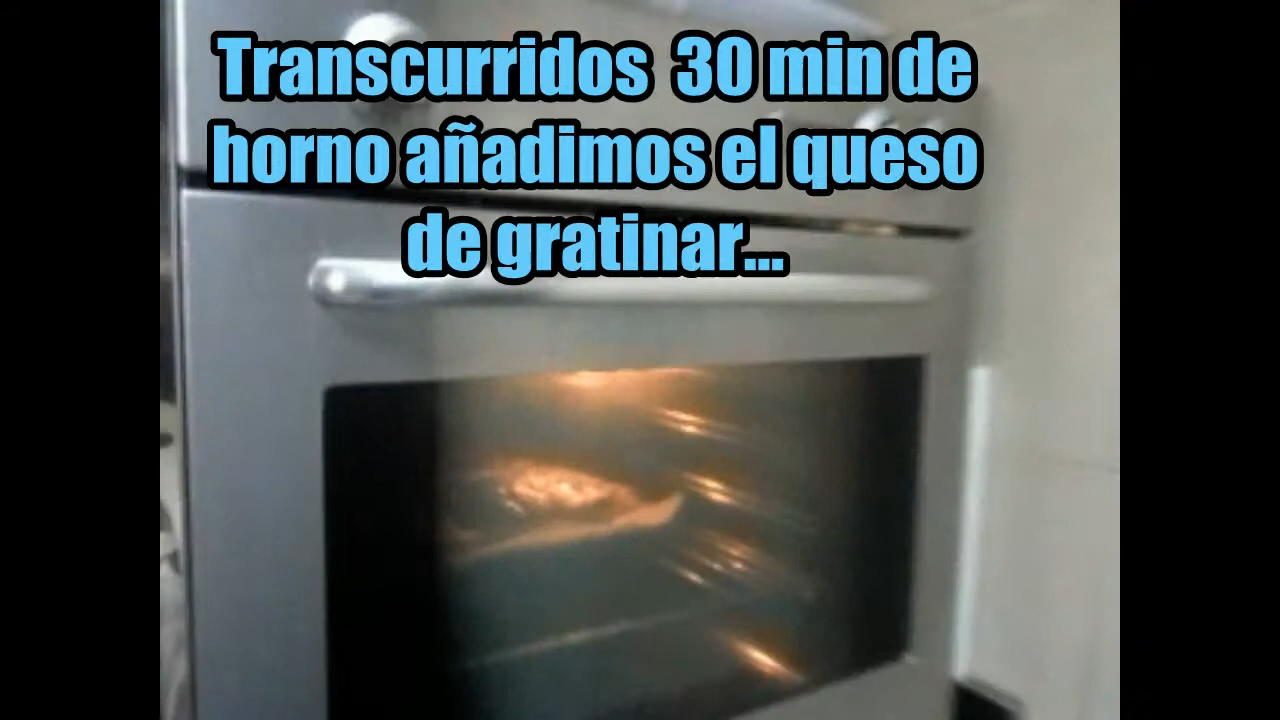 Transcurridos 30 min de
horno añadimos el queso
de gratinar...